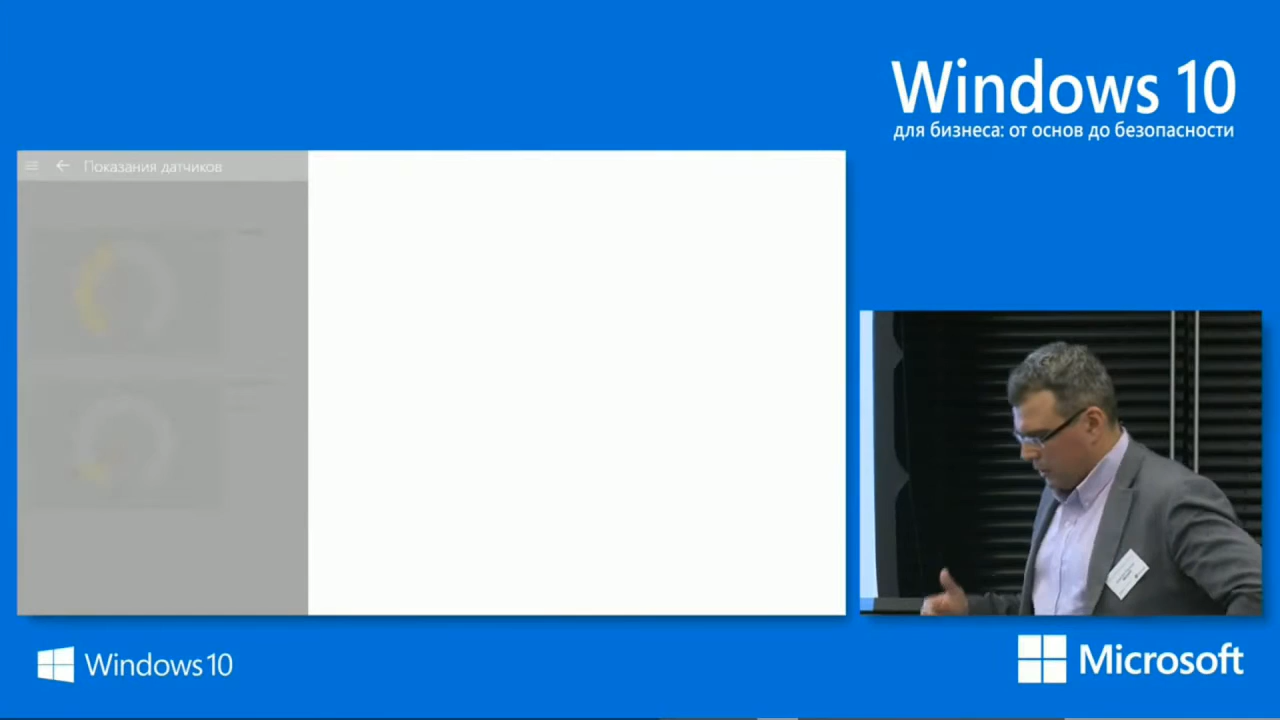 Windows 10
для бизнеса: от основ до безопасности
Показания датчиков
Windows 10
Microsoft